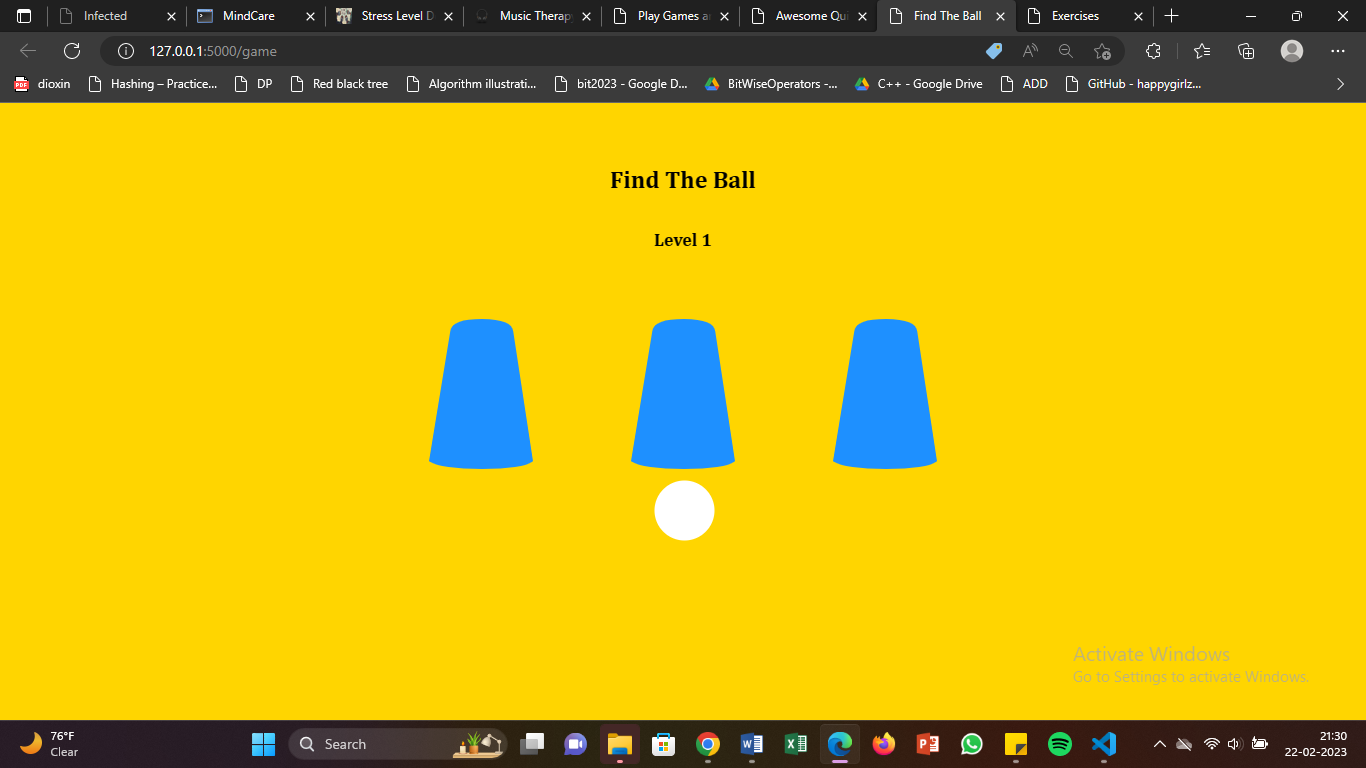 Infected
MindCare
Stress Level D
Music Therap
Play Games a
Awesome Qui
Find The Ball
Exercises
127.0.0.1:5000/game
A
PDF
dioxin
Hashing – Practice...
DP
Red black tree
Algorithm illustrati...
bit2023 - Google D...
BitWiseOperators -...
C++ - Google Drive
ADD
GitHub - happygirlz...
Find The Ball
Level 1
Activate Windows
Go to Settings to activate Windows.
76°F
Clear
Search
21:30
22-02-2023